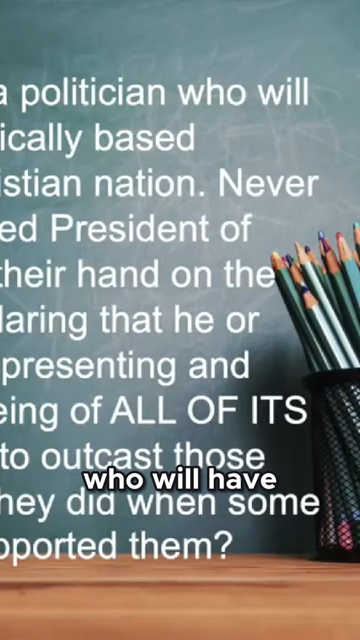 a politician who will
ically based
istian nation. Never
ed President of
their hand on the
laring that he or
presenting and
eing of ALL OF ITS
to outcast those
who will have
hey did when some
pported them?